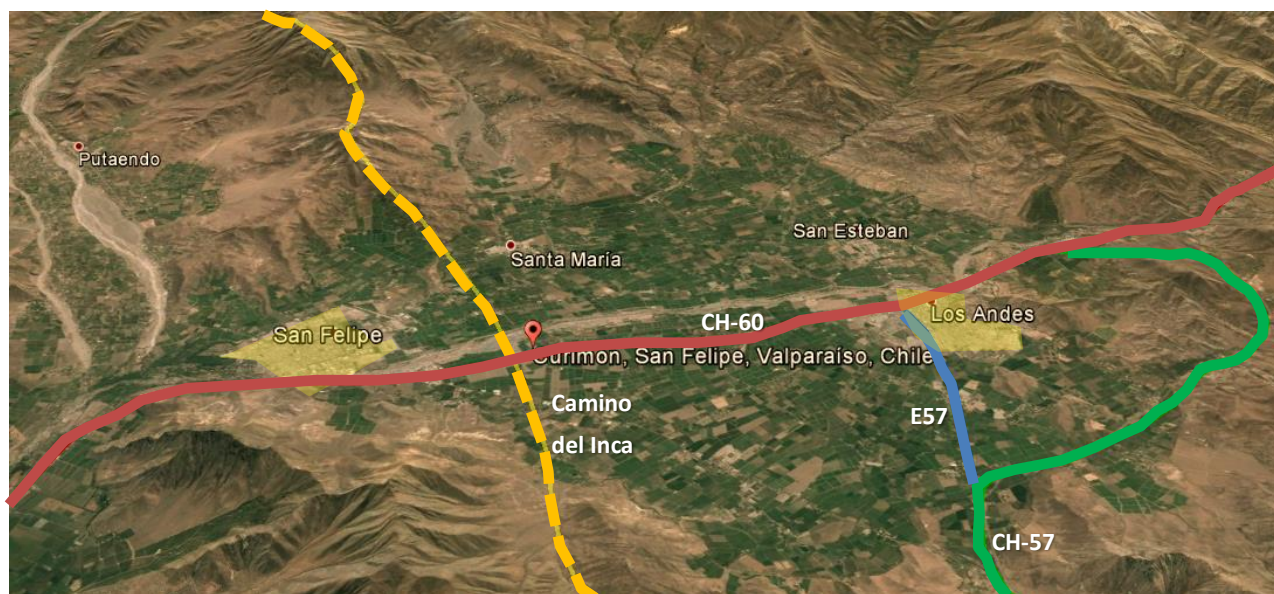 Putaendo
San Esteban
Santa María
San Felipe
CH-60
Los Andes
Curimon, San Felipe, Valparaíso, Chile
Camino
del Inca
E57
CH-57